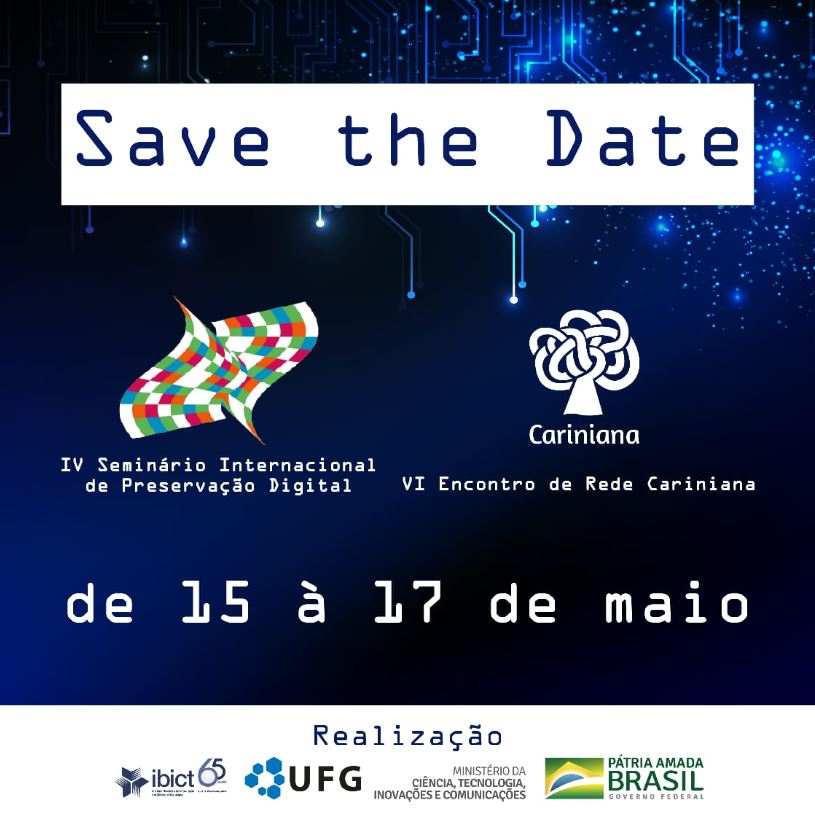 Save the Date
Cariniana
IV Seminário Internacional
de Preservação Digital
VI Encontro de Rede Cariniana
de 15 à 17 de maio
Realização
ibict 65
UFG
MINISTÉRIO DA
CIÊNCIA, TECNOLOGIA,
INOVAÇÕES E COMUNICAÇÕES
PÁTRIA AMADA
BRASIL
GOVERNO FEDERAL